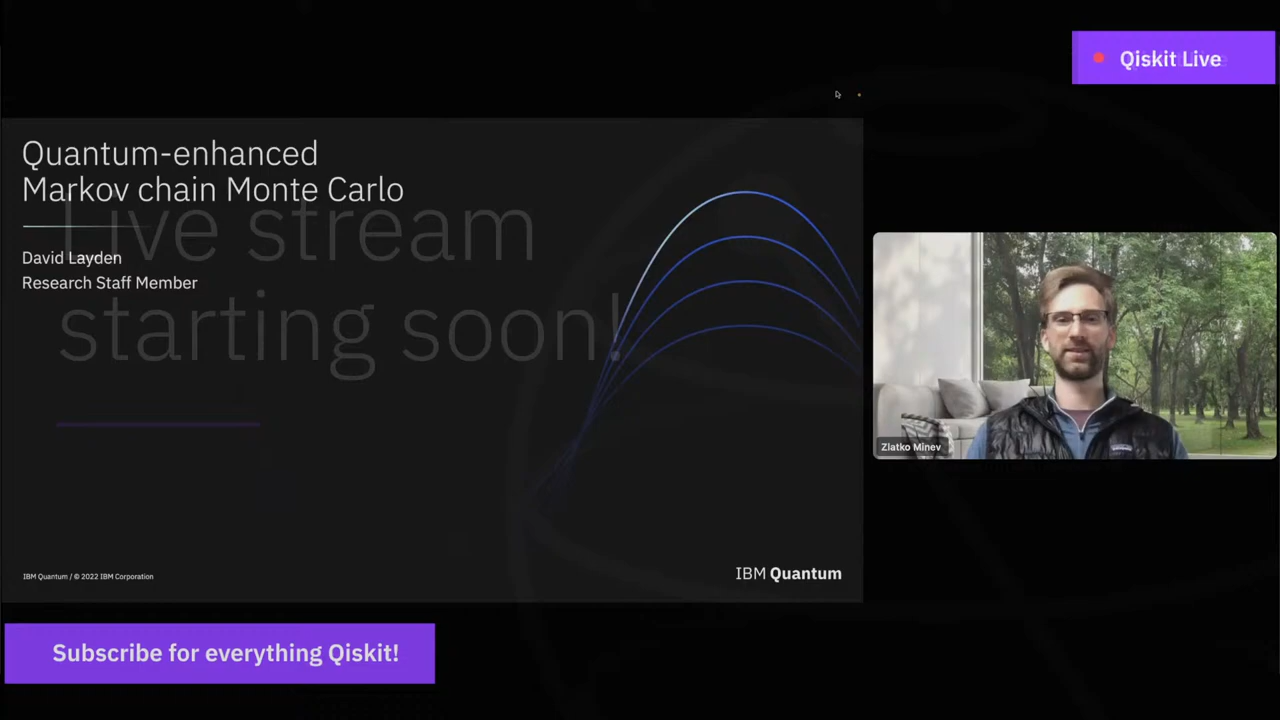 Qiskit Live
Quantum-enhanced
Markov chain Monte Carlo
Live stream
starting soon!
David Layden
Research Staff Member
Zlatko Minev
IBM Quantum / © 2022 IBM Corporation
IBM Quantum
Subscribe for everything Qiskit!